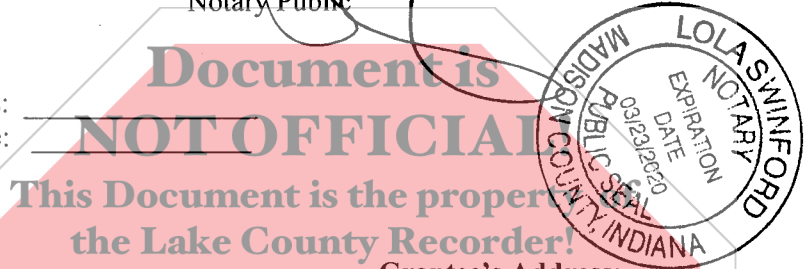 Notary Public
Document is
NOT OFFICIAL!
This Document is the property of
the Lake County Recorder!
LOLA SWINFORD
NOTARY
EXPIRATION
DATE
03/23/2020
PUBLIC SEAL
MADISON COUNTY, INDIANA
Grantee's Address